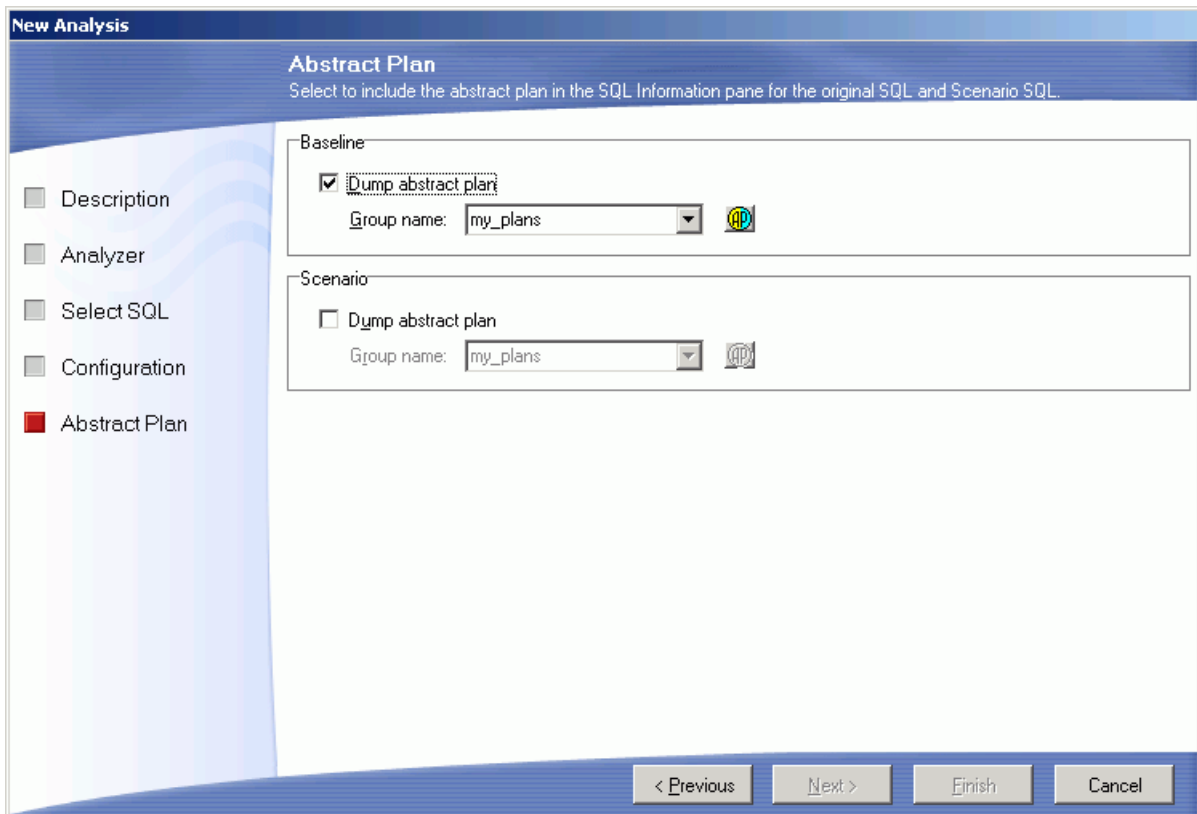 New Analysis
Abstract Plan
Select to include the abstract plan in the SQL Information pane for the original SQL and Scenario SQL.
Description
Analyzer
Select SQL
Configuration
Abstract Plan
Baseline
Dump abstract plan
Group name: my_plans AP
Scenario
Dump abstract plan
Group name: my_plans AP
< Previous Next > Finish Cancel